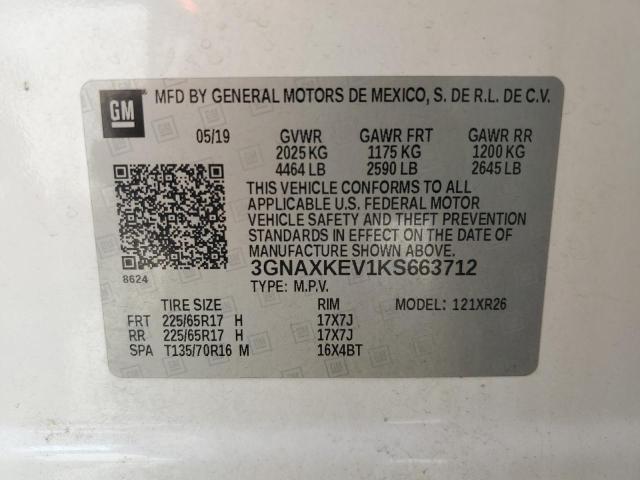 GM
MFD BY GENERAL MOTORS DE MEXICO, S. DE R.L. DE C.V.
05/19 GVWR GAWR FRT GAWR RR
2025 KG 1175 KG 1200 KG
4464 LB 2590 LB 2645 LB
THIS VEHICLE CONFORMS TO ALL
APPLICABLE U.S. FEDERAL MOTOR
VEHICLE SAFETY AND THEFT PREVENTION
STANDARDS IN EFFECT ON THE DATE OF
MANUFACTURE SHOWN ABOVE.
8624 3GNAXKEV1KS663712
TYPE: M.P.V.
TIRE SIZE RIM MODEL: 121XR26
FRT 225/65R17 H 17X7J
RR 225/65R17 H 17X7J
SPA T135/70R16 M 16X4BT